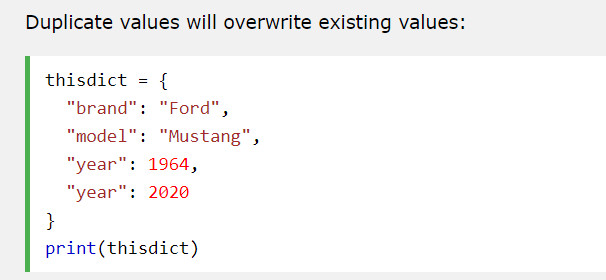 Duplicate values will overwrite existing values:
thisdict = {
  "brand": "Ford",
  "model": "Mustang",
  "year": 1964,
  "year": 2020
}
print(thisdict)